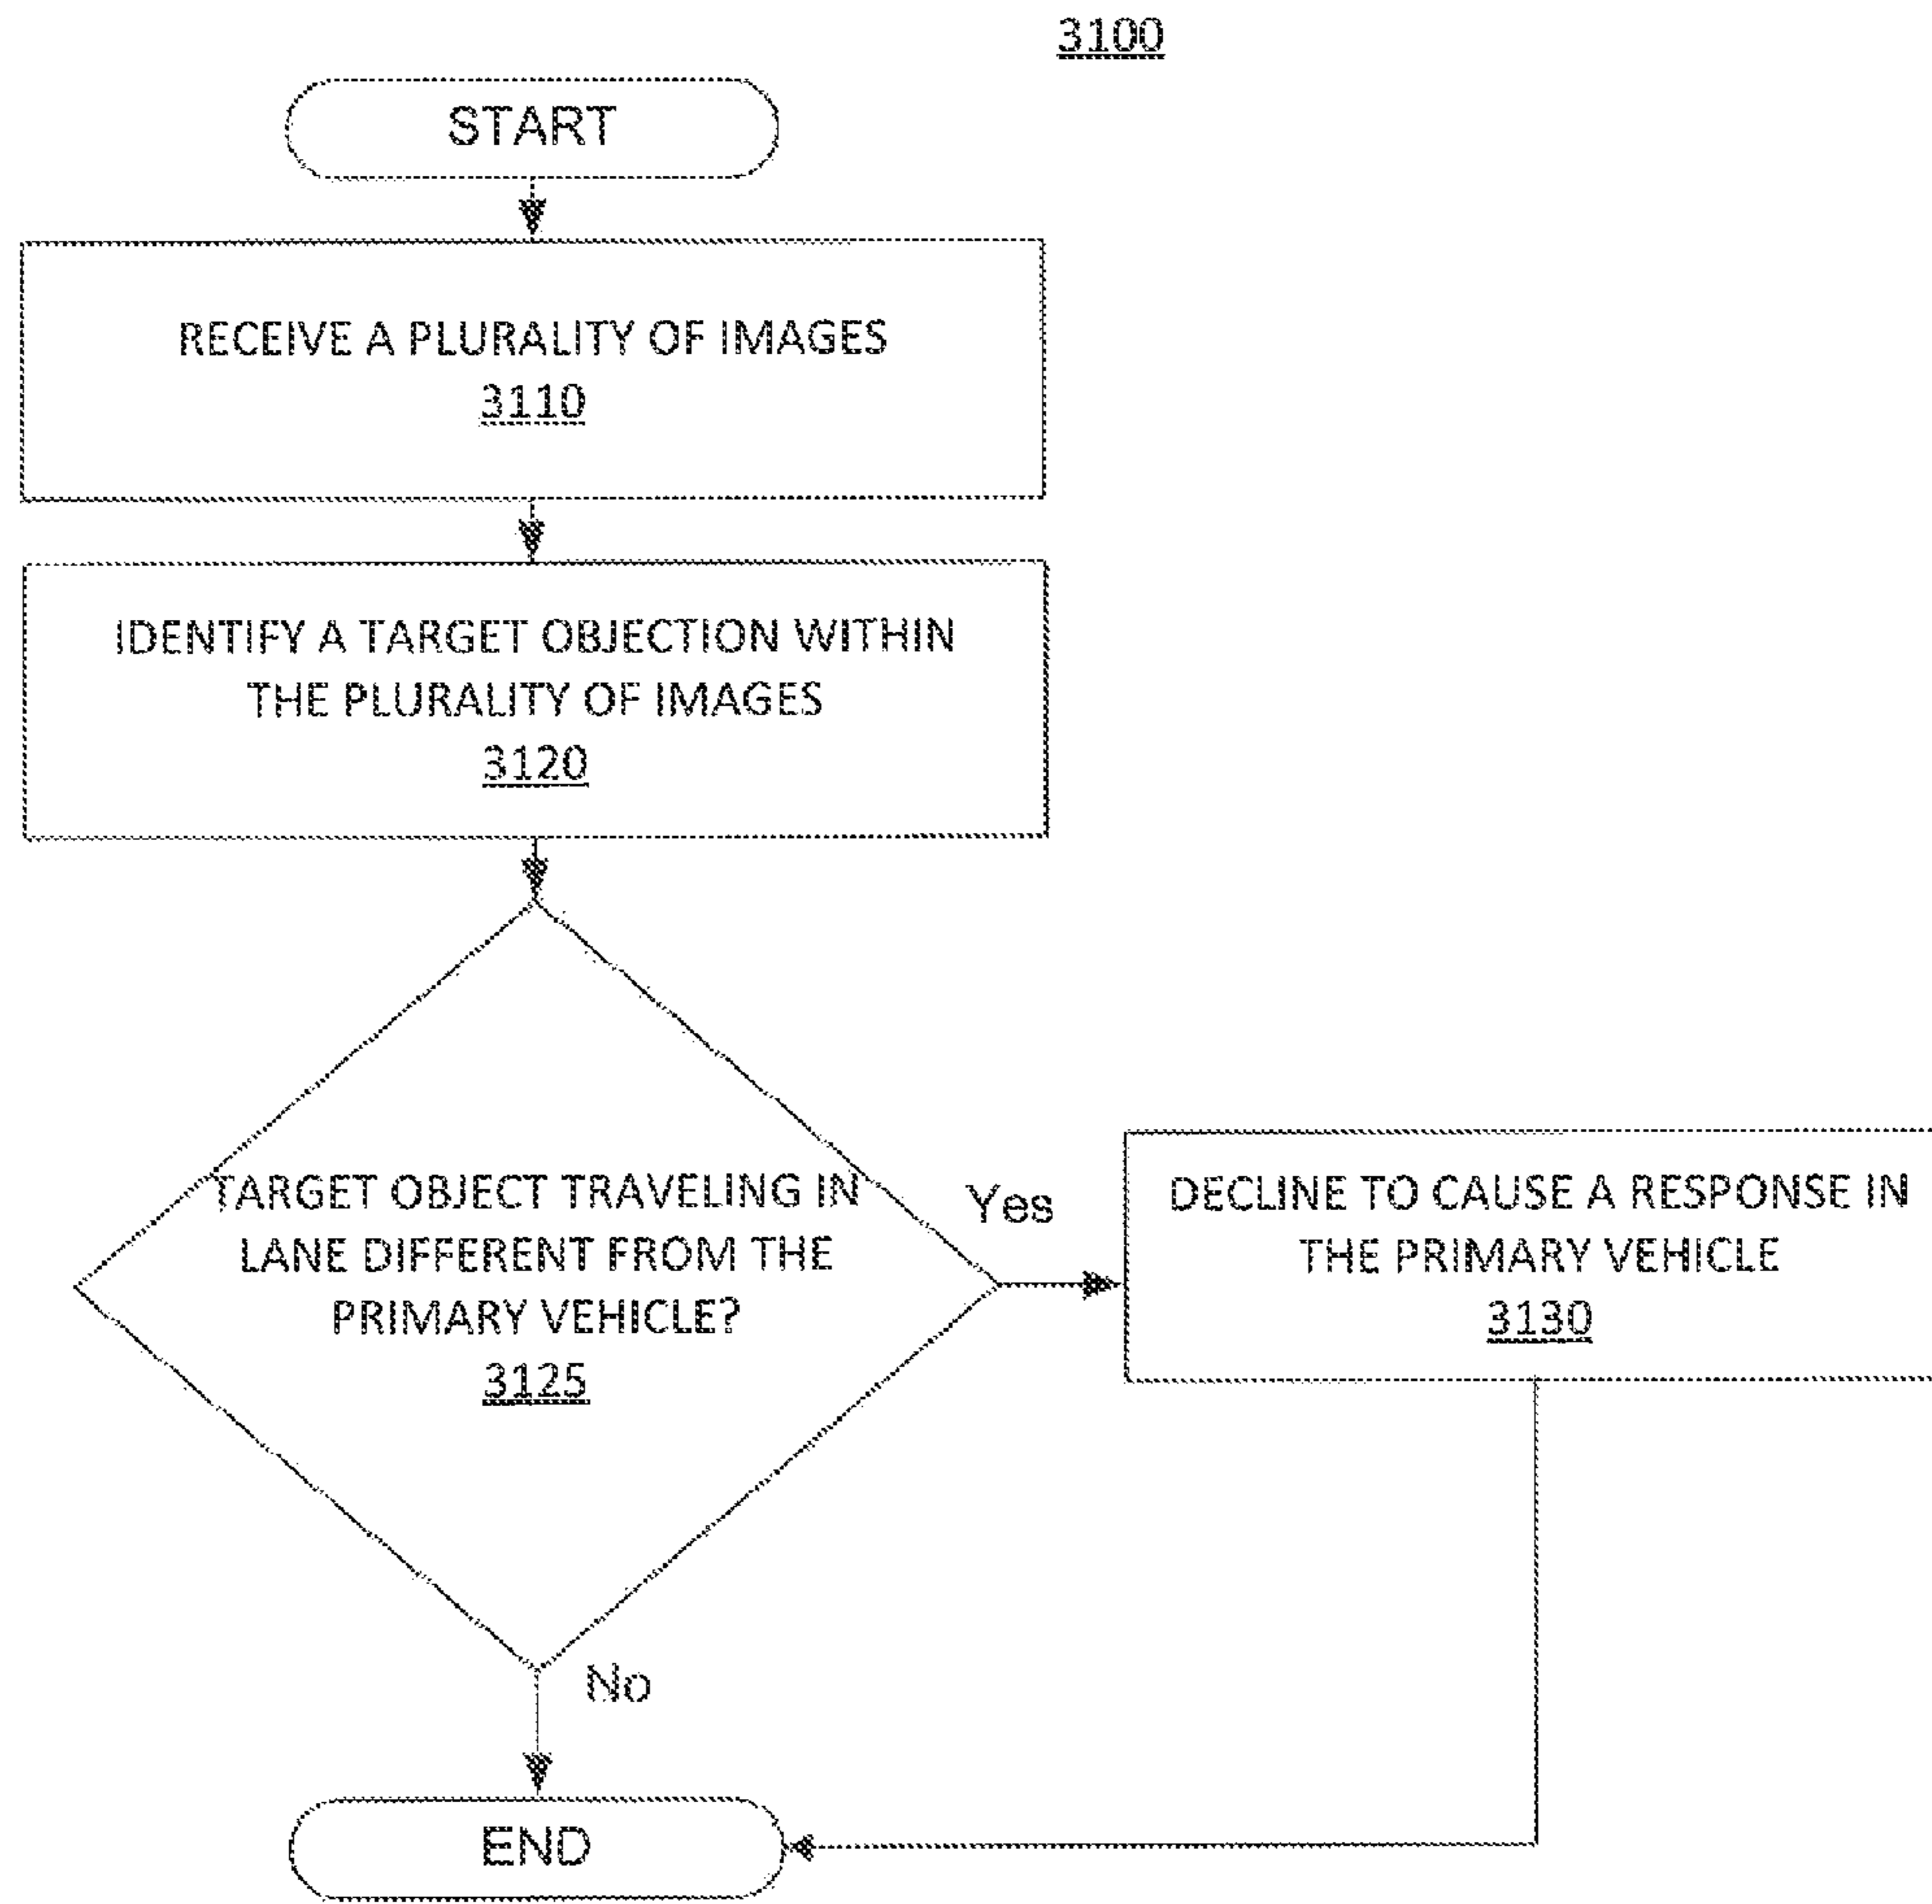 3100
START
RECEIVE A PLURALITY OF IMAGES
3110
IDENTIFY A TARGET OBJECTION WITHIN
THE PLURALITY OF IMAGES
3120
TARGET OBJECT TRAVELING IN
LANE DIFFERENT FROM THE
PRIMARY VEHICLE?
3125
Yes
DECLINE TO CAUSE A RESPONSE IN
THE PRIMARY VEHICLE
3130
No
END